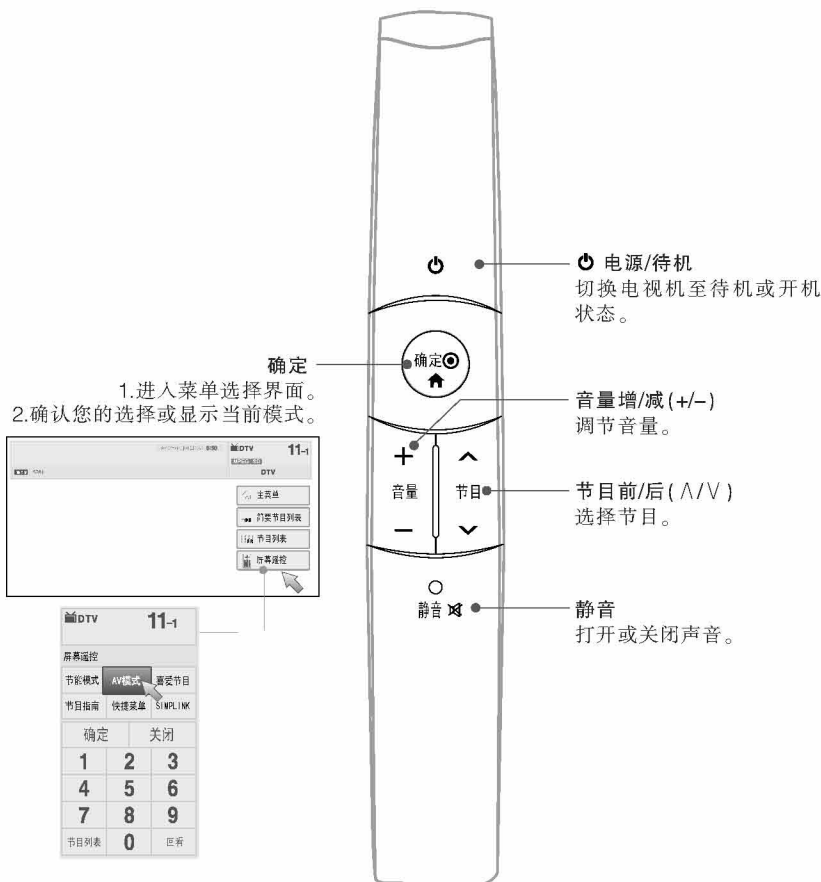 电源/待机
切换电视机至待机或开机
状态。
确定
确定
1.进入菜单选择界面。
2.确认您的选择或显示当前模式。
音量增/减(+/−)
调节音量。
+
音量
−
节目
节目前/后(∧/∨)
选择节目。
静音
静音
打开或关闭声音。
DTV 11-1
DTV
主菜单
简要节目列表
节目列表
屏幕遥控
DTV 11-1
屏幕遥控
节能模式 AV模式 喜爱节目
节目指南 快捷菜单 SIMPLINK
确定 关闭
1 2 3
4 5 6
7 8 9
节目列表 0 回看